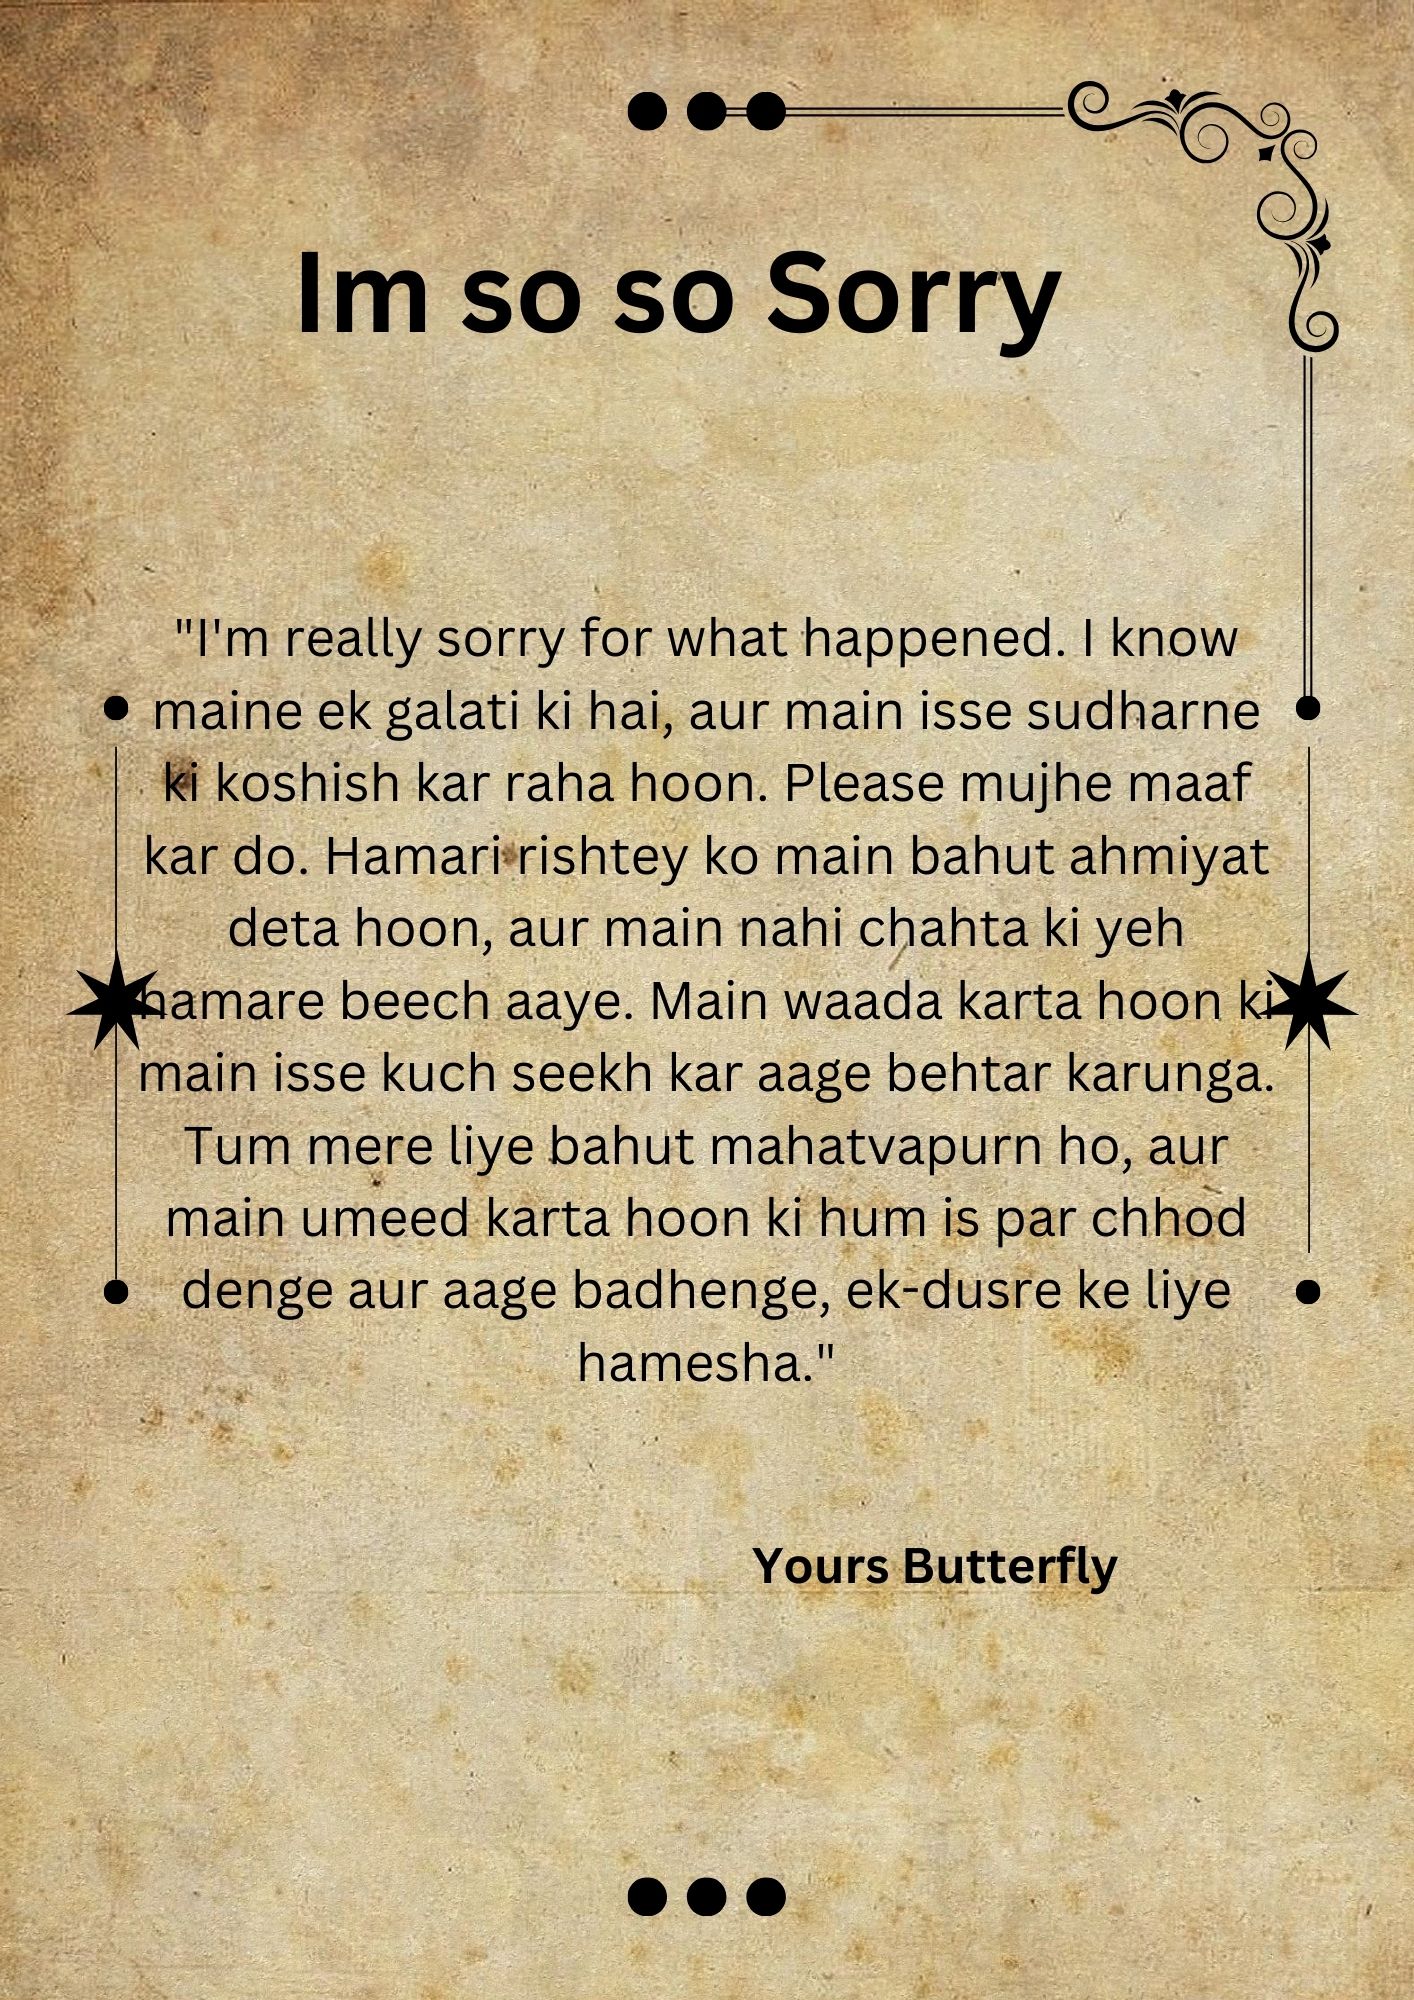 Im so so Sorry
"I'm really sorry for what happened. I know
maine ek galati ki hai, aur main isse sudharne
ki koshish kar raha hoon. Please mujhe maaf
kar do. Hamari rishtey ko main bahut ahmiyat
deta hoon, aur main nahi chahta ki yeh
hamare beech aaye. Main waada karta hoon ki
main isse kuch seekh kar aage behtar karunga.
Tum mere liye bahut mahatvapurn ho, aur
main umeed karta hoon ki hum is par chhod
denge aur aage badhenge, ek-dusre ke liye
hamesha."
Yours Butterfly